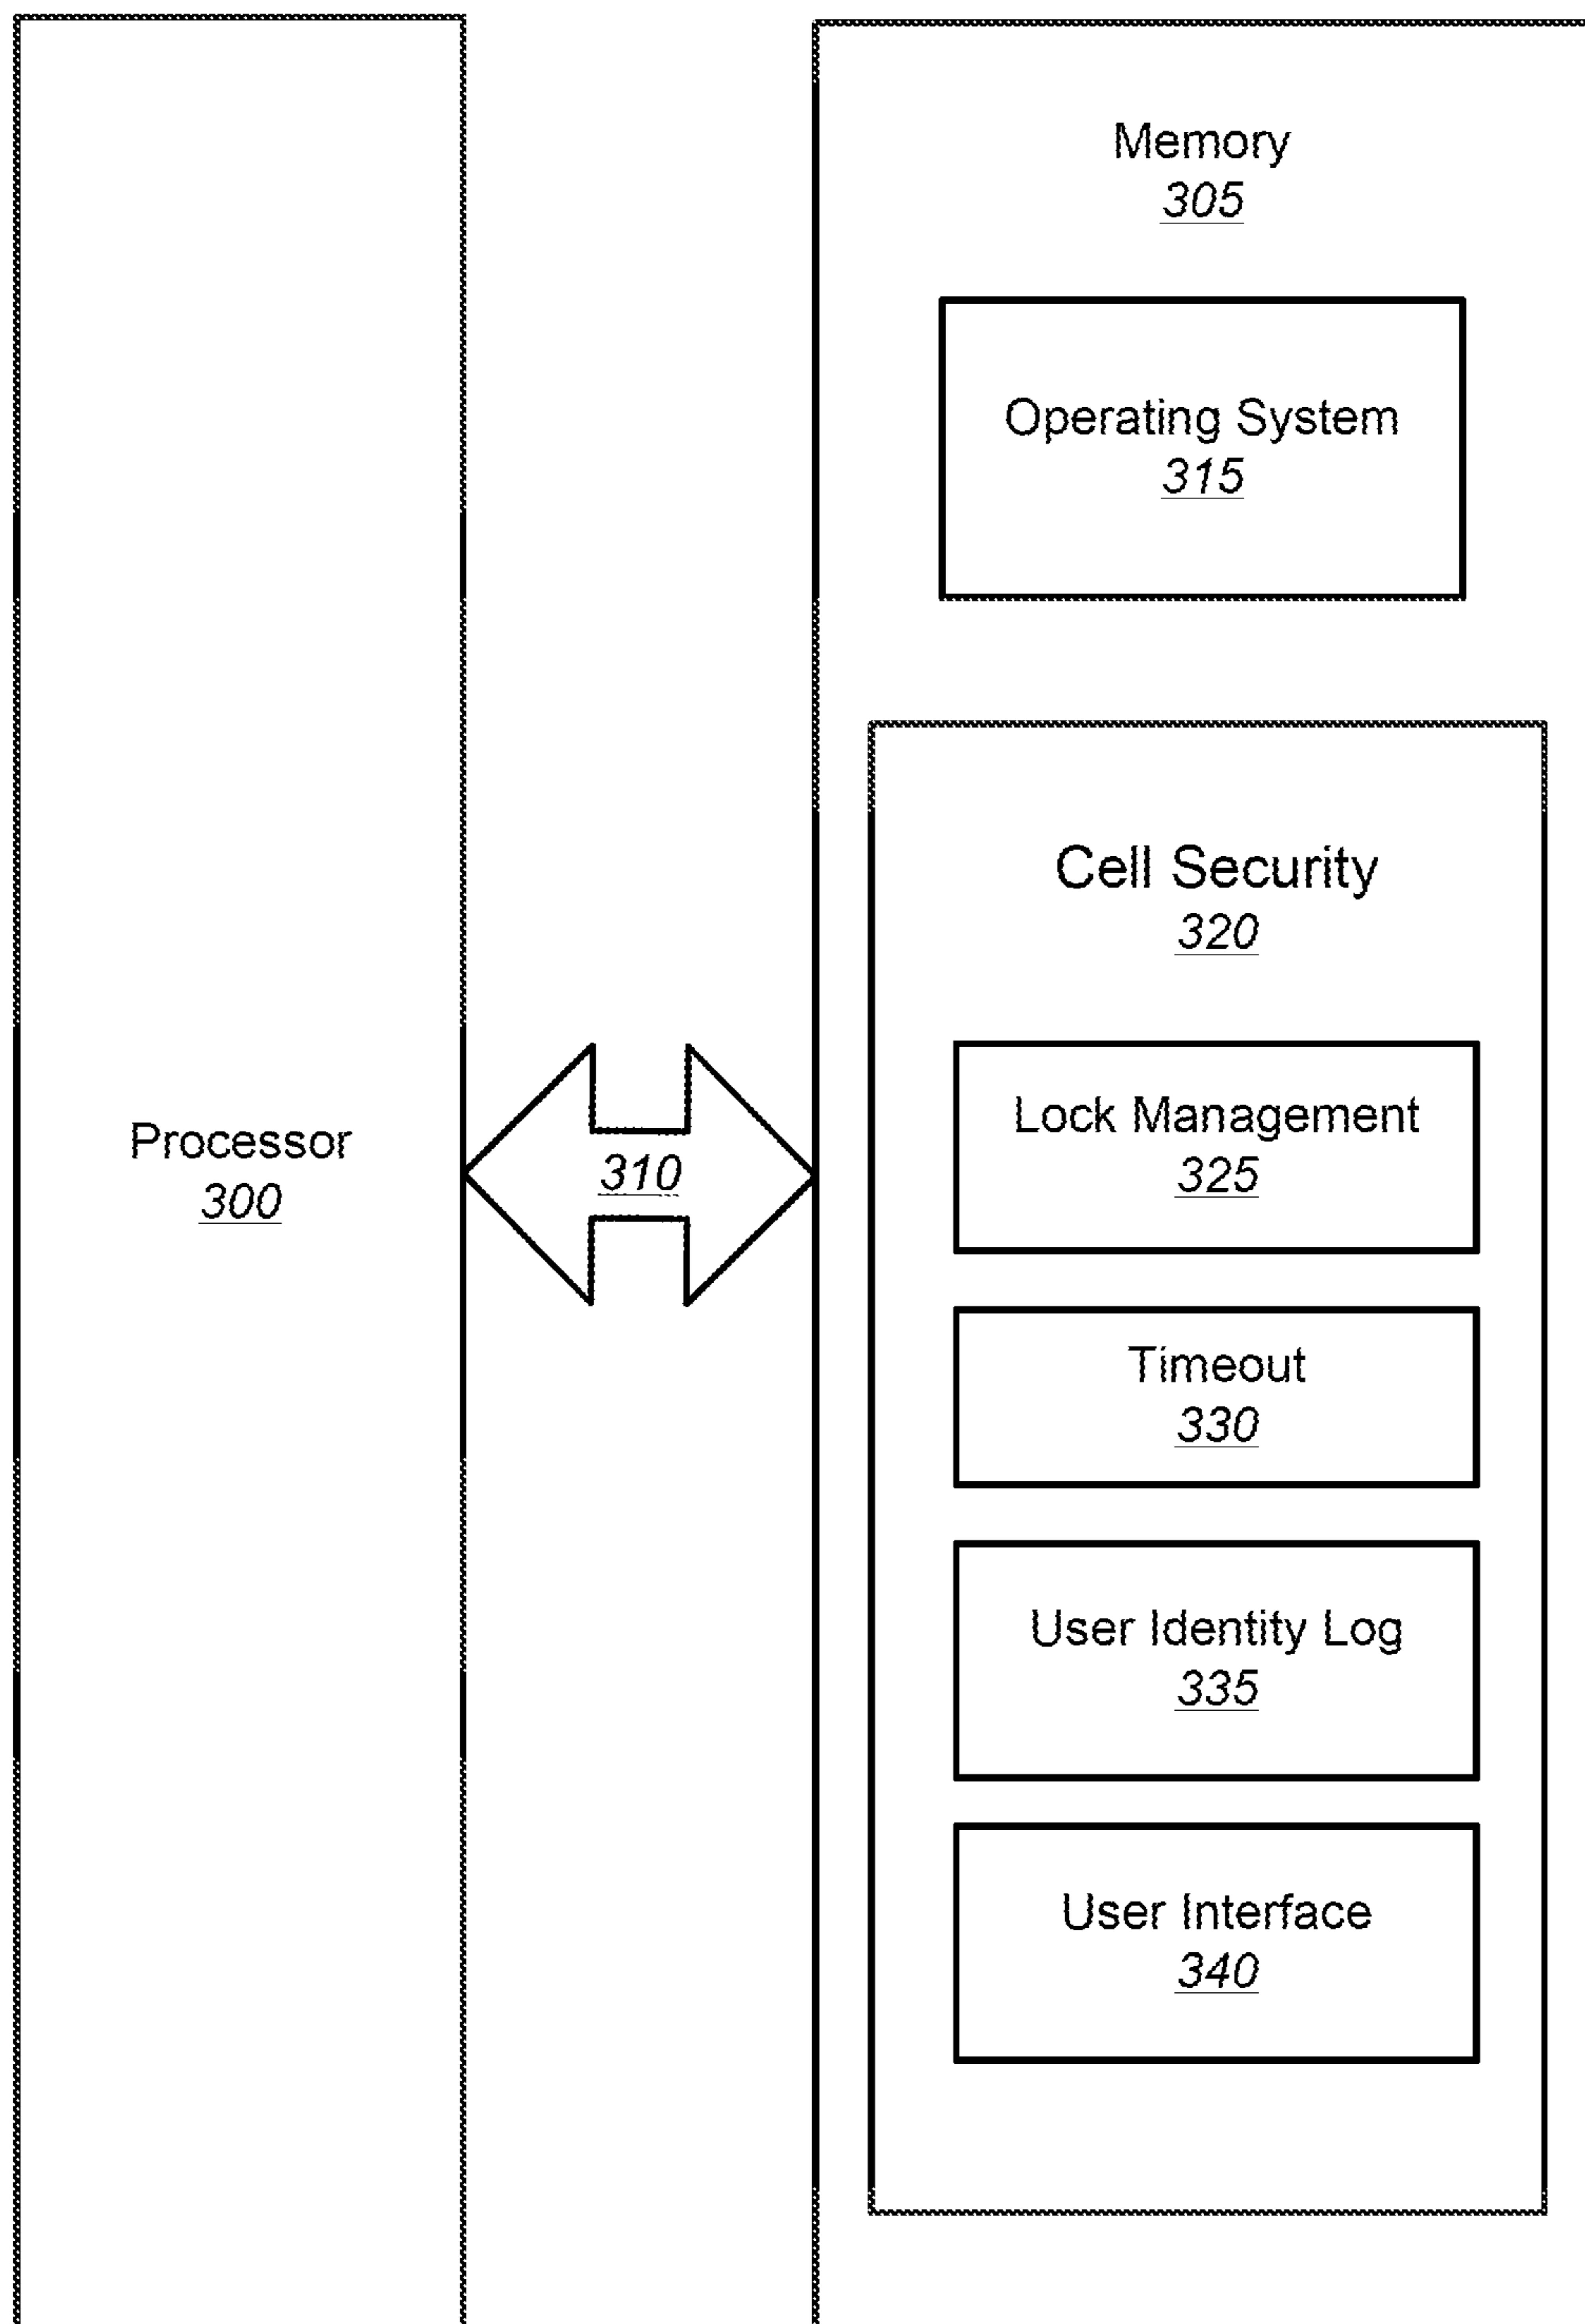 Memory
305
Operating System
315
Cell Security
320
Lock Management
325
Processor
300
310
Timeout
330
User Identity Log
335
User Interface
340